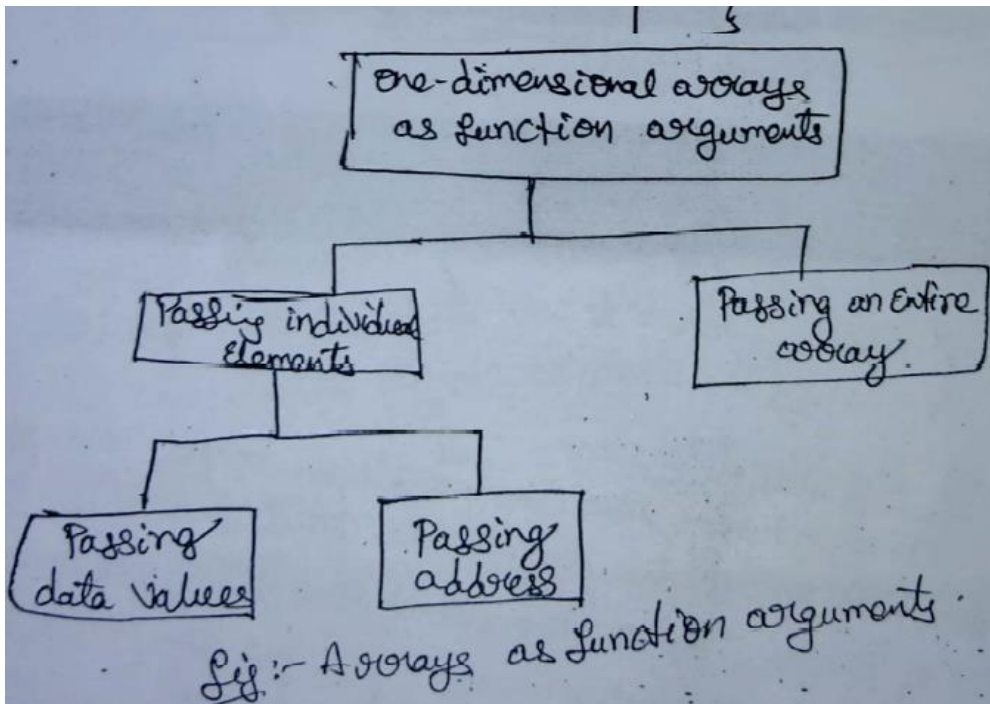 One-dimensional arrays
as function arguments
Passing individual
Elements
Passing an Entire
array.
Passing
data values
Passing
address
fig:- Arrays as function arguments.